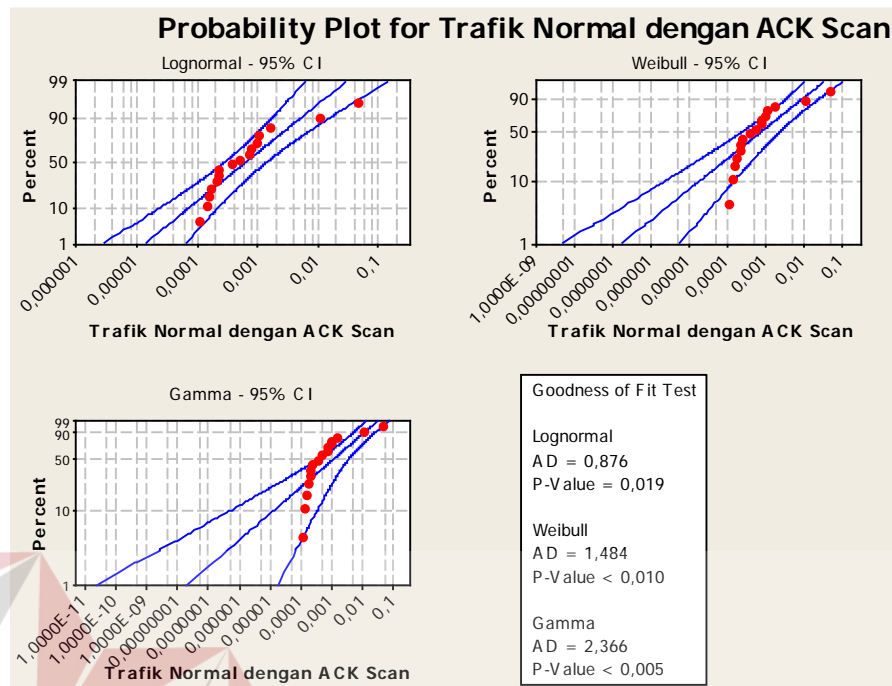 Probability Plot for Trafik Normal dengan ACK Scan
Lognormal - 95% CI
99
90
50
10
1
Percent
0,000001
0,00001
0,0001
0,001
0,01
0,1
Trafik Normal dengan ACK Scan
Weibull - 95% CI
90
50
10
1
Percent
1,0000E-09
0,00000001
0,0000001
0,000001
0,00001
0,0001
0,001
0,01
0,1
Trafik Normal dengan ACK Scan
Gamma - 95% CI
99
90
50
10
1
Percent
1,0000E-11
1,0000E-10
1,0000E-09
0,00000001
0,0000001
0,000001
0,00001
0,0001
0,001
0,01
0,1
Trafik Normal dengan ACK Scan
Goodness of Fit Test
Lognormal
AD = 0,876
P-Value = 0,019
Weibull
AD = 1,484
P-Value < 0,010
Gamma
AD = 2,366
P-Value < 0,005